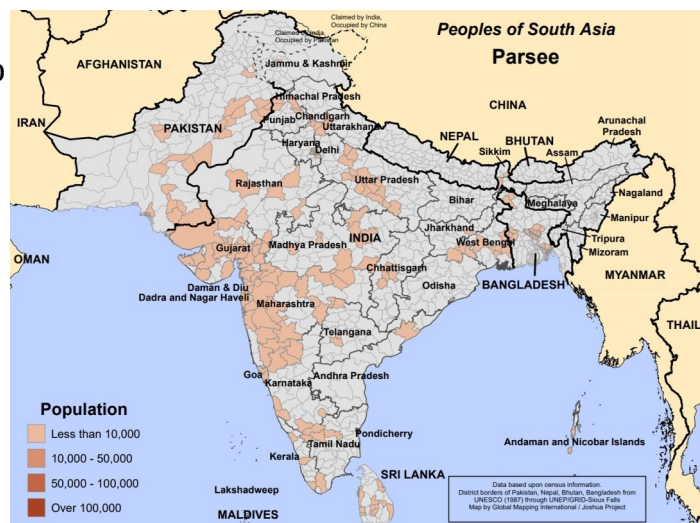 Peoples of South Asia
Parsee
Claimed by India,
Occupied by China
Claimed by India,
Occupied by Pakistan
AFGHANISTAN
Jammu & Kashmir
Himachal Pradesh
CHINA
IRAN
PAKISTAN
Punjab
Chandigarh
Uttarakhand
Haryana
Delhi
NEPAL
BHUTAN
Arunachal
Pradesh
Sikkim
Assam
Rajasthan
Uttar Pradesh
Nagaland
Bihar
Meghalaya
Manipur
Jharkhand
Tripura
Mizoram
OMAN
Gujarat
Madhya Pradesh
INDIA
West Bengal
Chhattisgarh
Daman & Diu
Dadra and Nagar Haveli
Maharashtra
Odisha
BANGLADESH
MYANMAR
Telangana
THAIL
Goa
Karnataka
Andhra Pradesh
Population
Less than 10,000
10,000 - 50,000
50,000 - 100,000
Over 100,000
Pondicherry
Tamil Nadu
Kerala
Andaman and Nicobar Islands
SRI LANKA
Lakshadweep
MALDIVES
Data based upon census information.
District borders of Pakistan, Nepal, Bhutan, Bangladesh from
UNESCO (1987) through UNEP/GRID-Sioux Falls
Map by Global Mapping International / Joshua Project